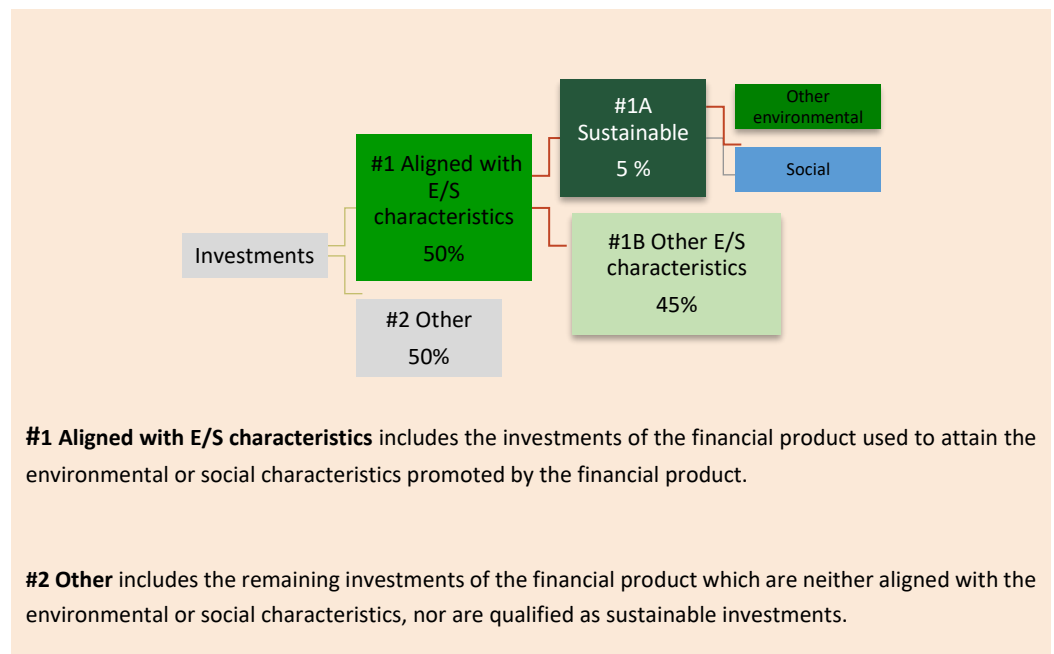 Investments
#1 Aligned with
E/S
characteristics
50%
#2 Other
50%
#1A
Sustainable
5 %
#1B Other E/S
characteristics
45%
Other
environmental
Social
#1 Aligned with E/S characteristics includes the investments of the financial product used to attain the
environmental or social characteristics promoted by the financial product.
#2 Other includes the remaining investments of the financial product which are neither aligned with the
environmental or social characteristics, nor are qualified as sustainable investments.